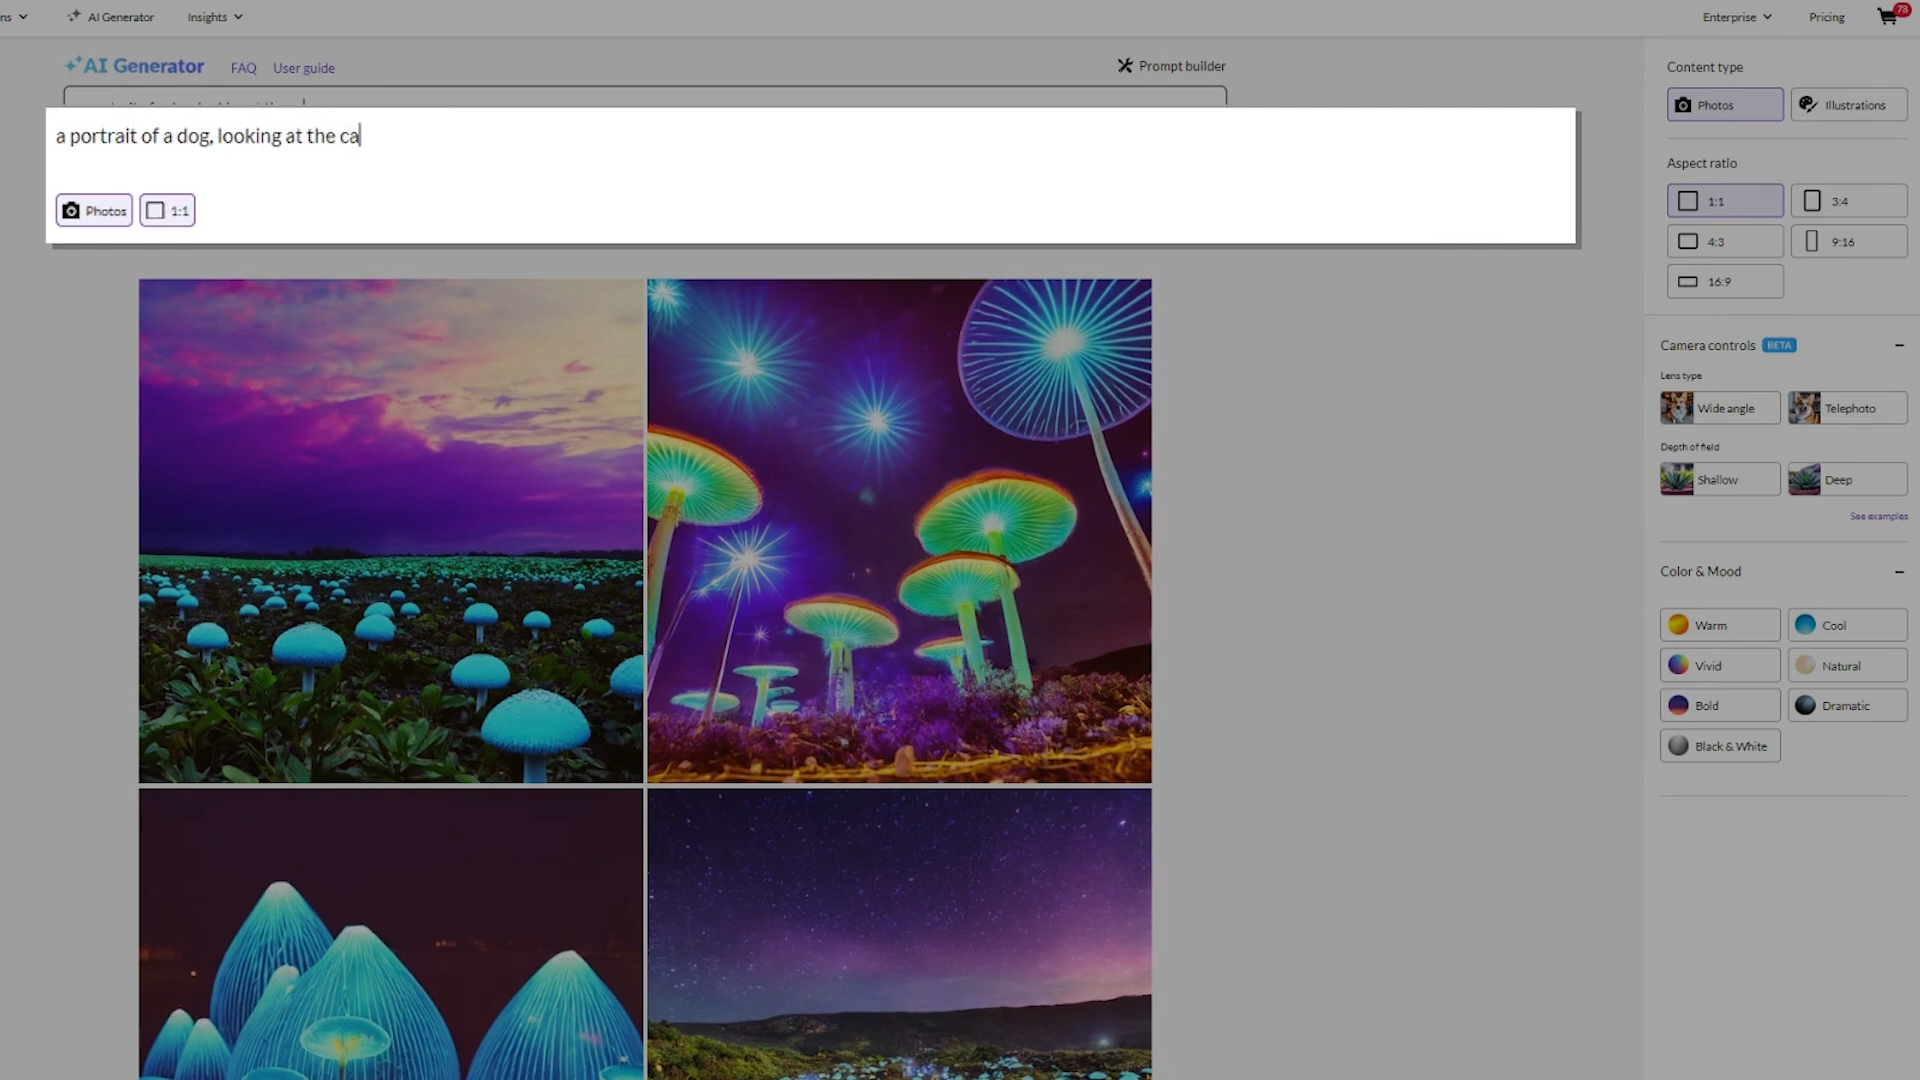 ns
AI Generator
Insights
Enterprise
Pricing
73
AI Generator
FAQ
User guide
Prompt builder
a portrait of a dog, looking at the ca
Photos
1:1
Content type
Photos
Illustrations
Aspect ratio
1:1
3:4
4:3
9:16
16:9
Camera controls BETA
Lens type
Wide angle
Telephoto
Depth of field
Shallow
Deep
See examples
Color & Mood
Warm
Cool
Vivid
Natural
Bold
Dramatic
Black & White